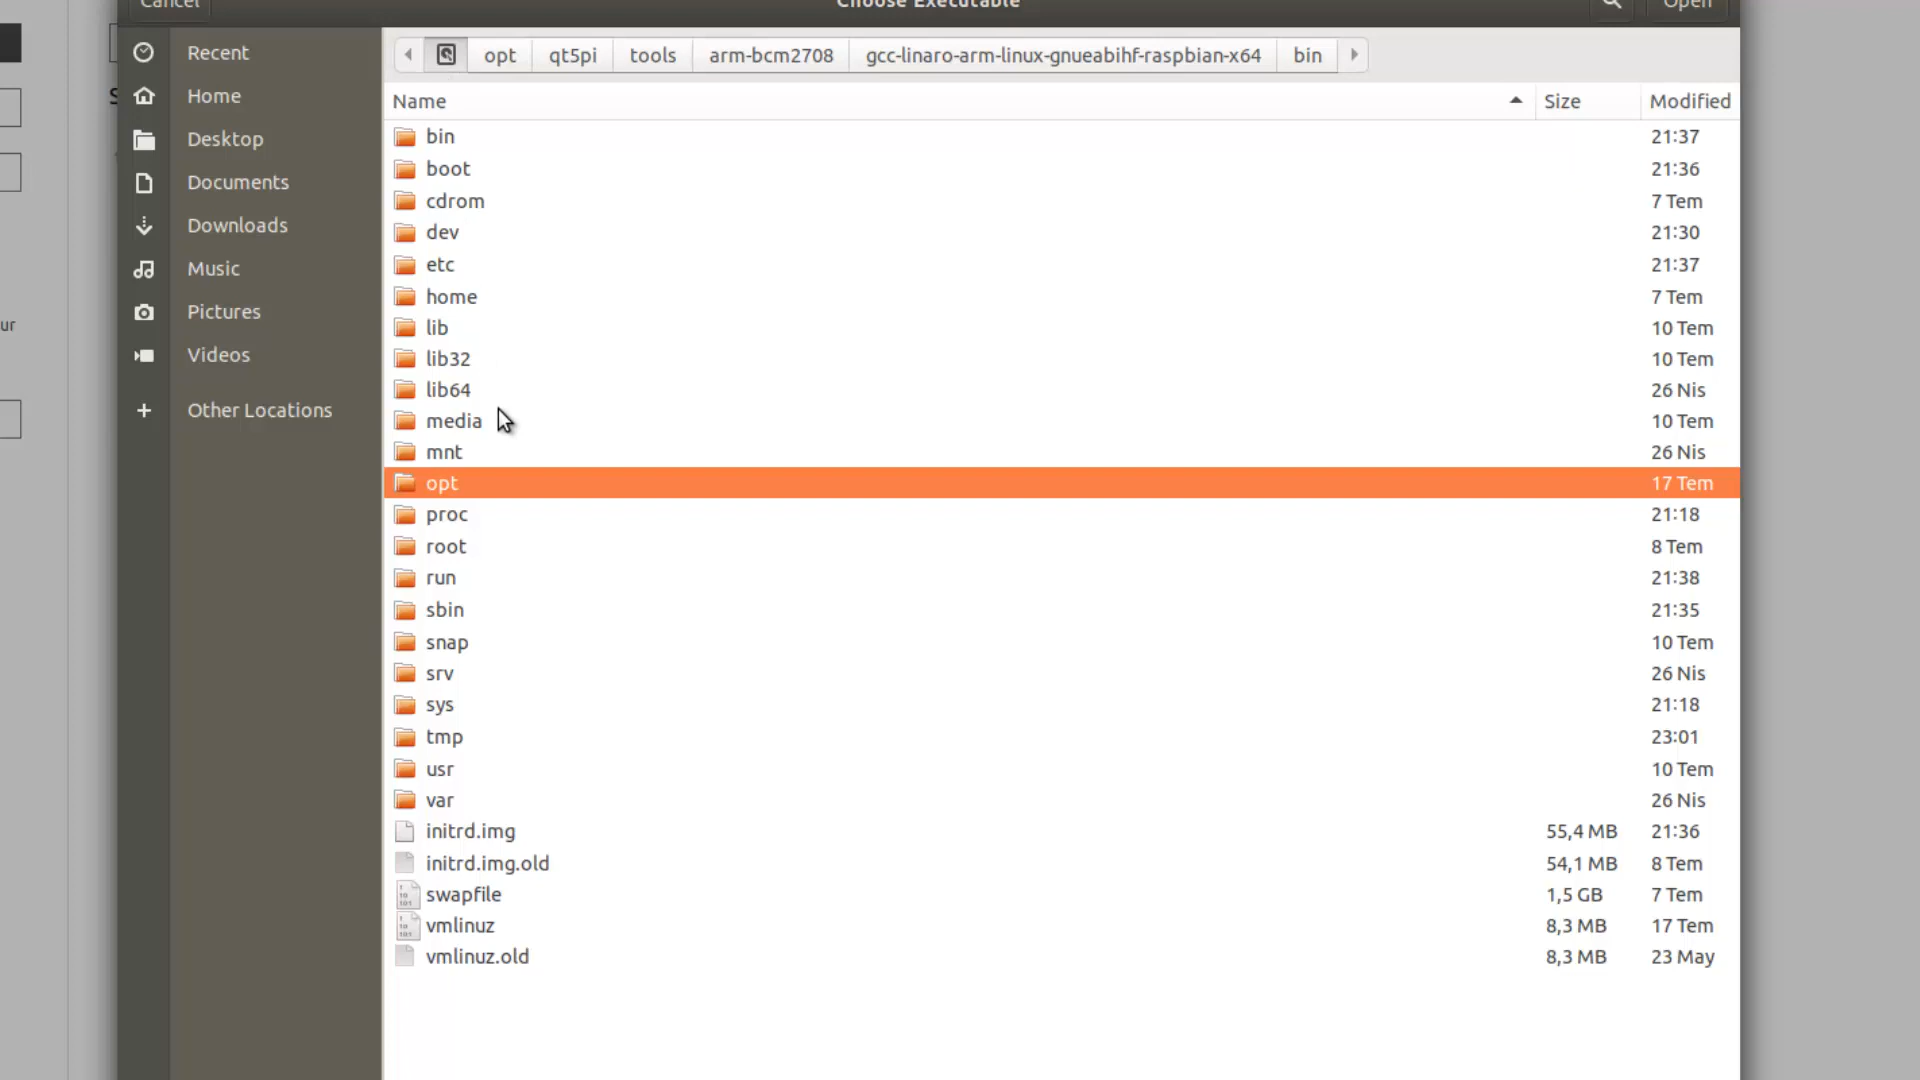 Cancel Choose Executable Open
opt qt5pi tools arm-bcm2708 gcc-linaro-arm-linux-gnueabihf-raspbian-x64 bin
Name Size Modified
Recent
Home
Desktop
Documents
Downloads
Music
Pictures
Videos
Other Locations
bin 21:37
boot 21:36
cdrom 7 Tem
dev 21:30
etc 21:37
home 7 Tem
lib 10 Tem
lib32 10 Tem
lib64 26 Nis
media 10 Tem
mnt 26 Nis
opt 17 Tem
proc 21:18
root 8 Tem
run 21:38
sbin 21:35
snap 10 Tem
srv 26 Nis
sys 21:18
tmp 23:01
usr 10 Tem
var 26 Nis
initrd.img 55,4 MB 21:36
initrd.img.old 54,1 MB 8 Tem
swapfile 1,5 GB 7 Tem
vmlinuz 8,3 MB 17 Tem
vmlinuz.old 8,3 MB 23 May
ur